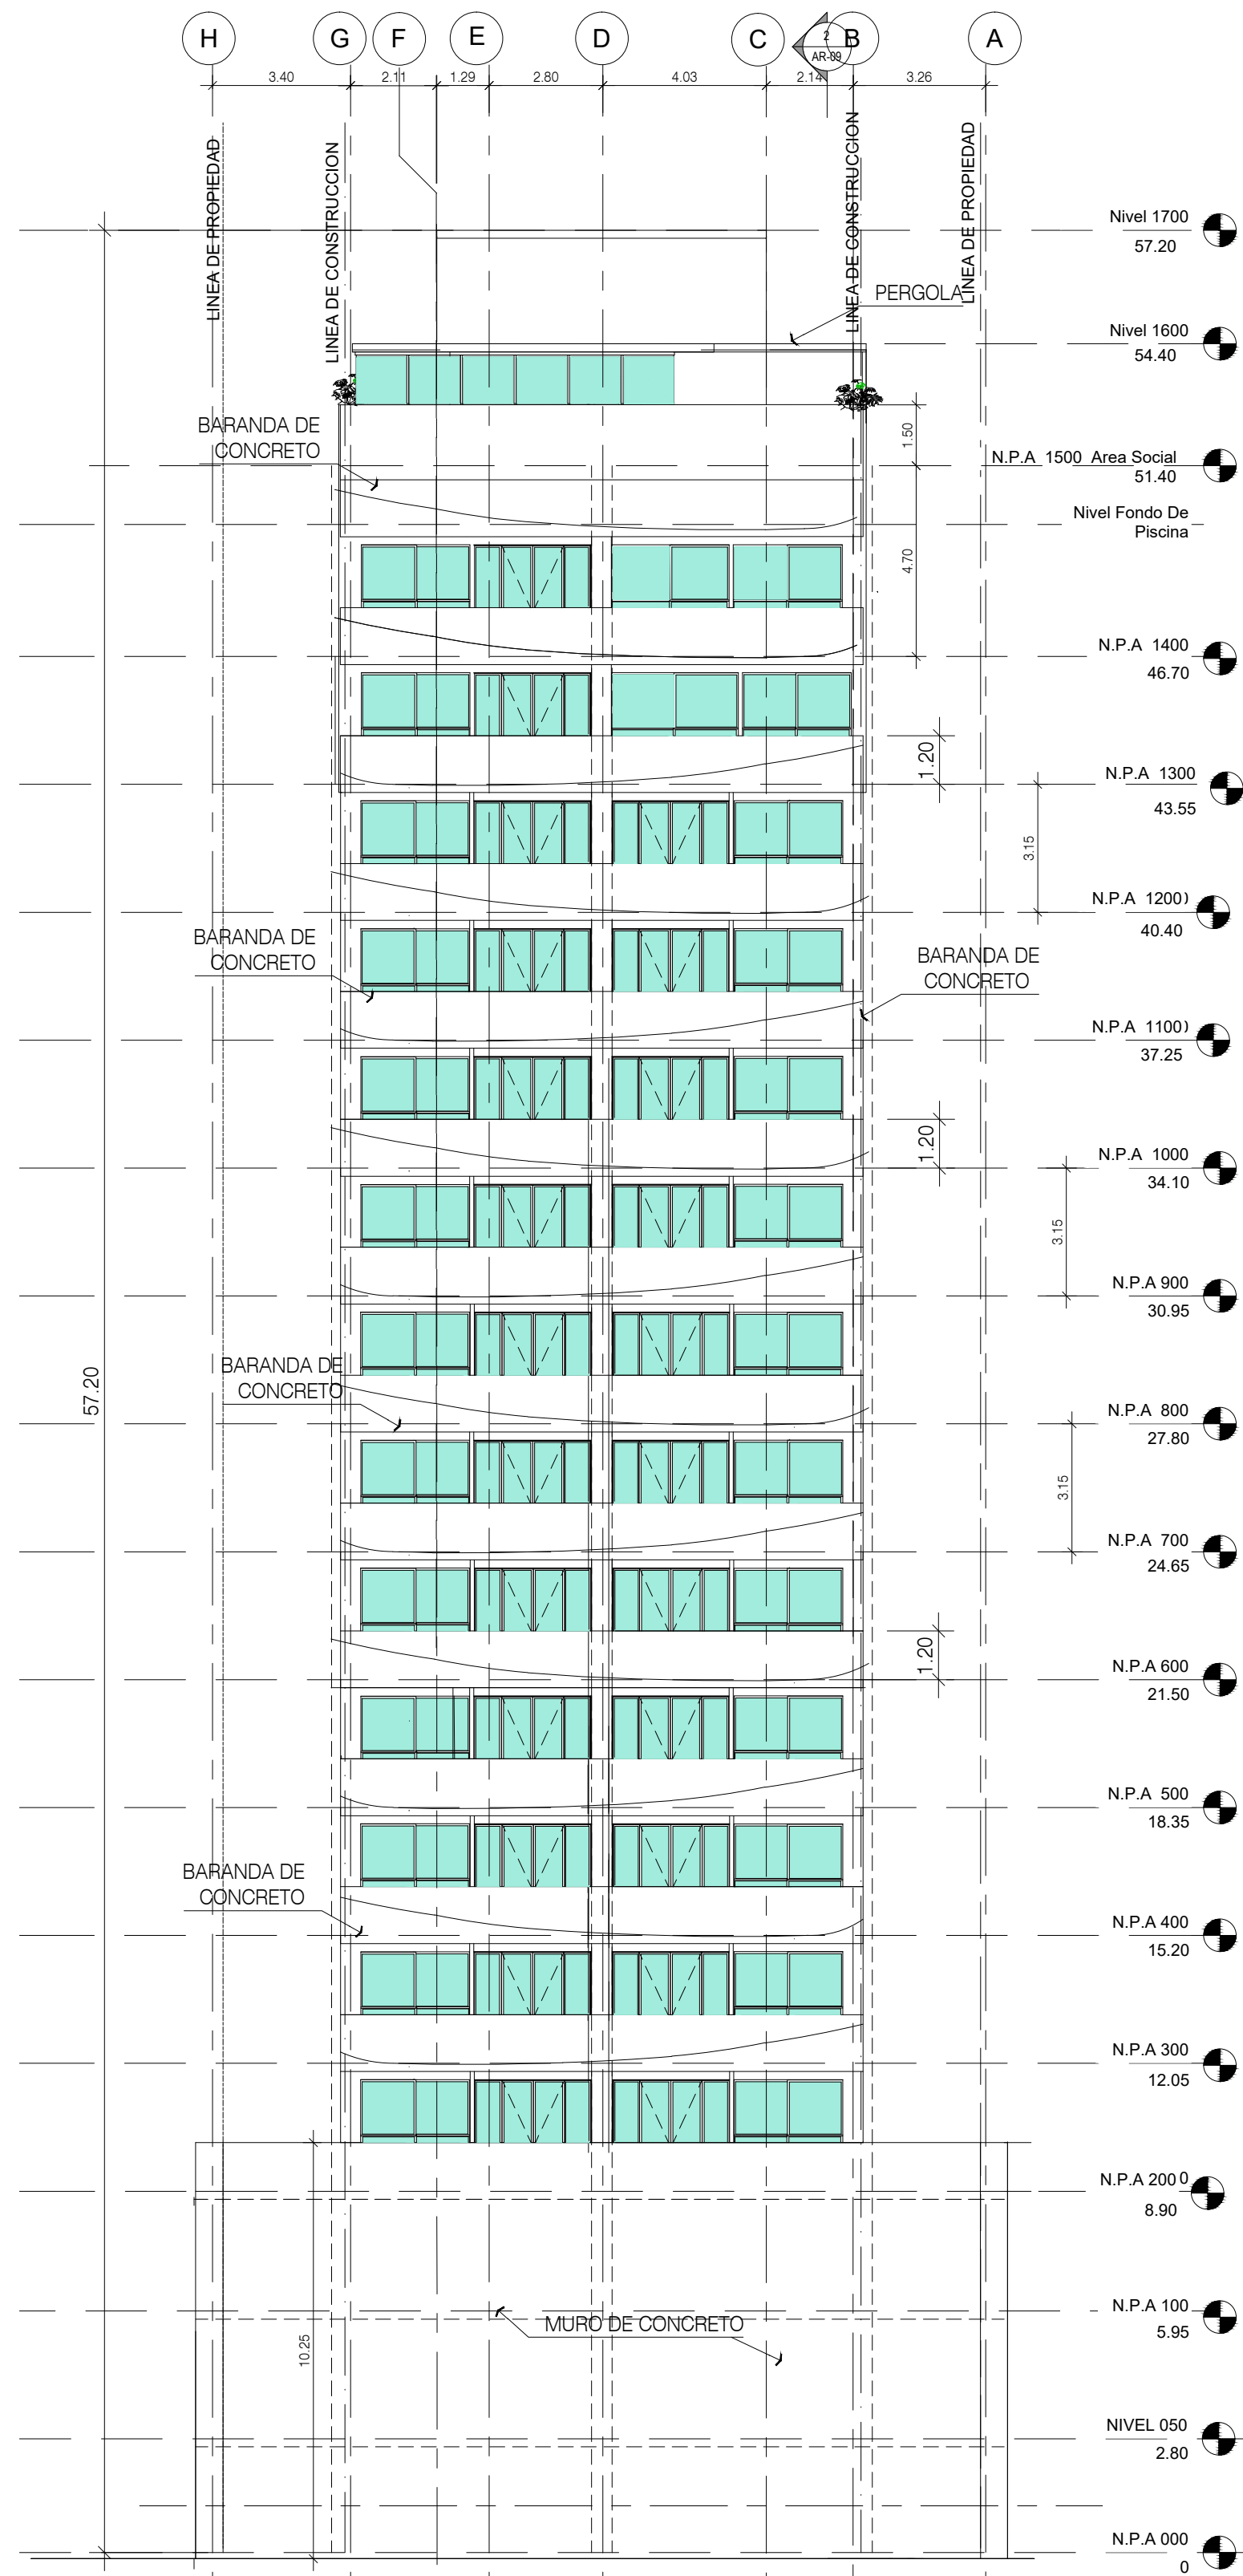 H
G
F
E
D
C
B
A
2
AR-09
3.40
2.11
1.29
2.80
4.03
2.14
3.26
LINEA DE PROPIEDAD
LINEA DE CONSTRUCCION
LINEA DE CONSTRUCCION
LINEA DE PROPIEDAD
Nivel 1700
57.20
PERGOLA
Nivel 1600
54.40
BARANDA DE
CONCRETO
1.50
N.P.A 1500 Area Social
51.40
Nivel Fondo De
Piscina
4.70
N.P.A 1400
46.70
1.20
N.P.A 1300
43.55
3.15
N.P.A 1200)
40.40
BARANDA DE
CONCRETO
BARANDA DE
CONCRETO
N.P.A 1100)
37.25
1.20
N.P.A 1000
34.10
3.15
N.P.A 900
30.95
57.20
BARANDA DE
CONCRETO
N.P.A 800
27.80
3.15
N.P.A 700
24.65
1.20
N.P.A 600
21.50
N.P.A 500
18.35
BARANDA DE
CONCRETO
N.P.A 400
15.20
N.P.A 300
12.05
N.P.A 200 0
8.90
10.25
MURO DE CONCRETO
N.P.A 100
5.95
NIVEL 050
2.80
N.P.A 000
0